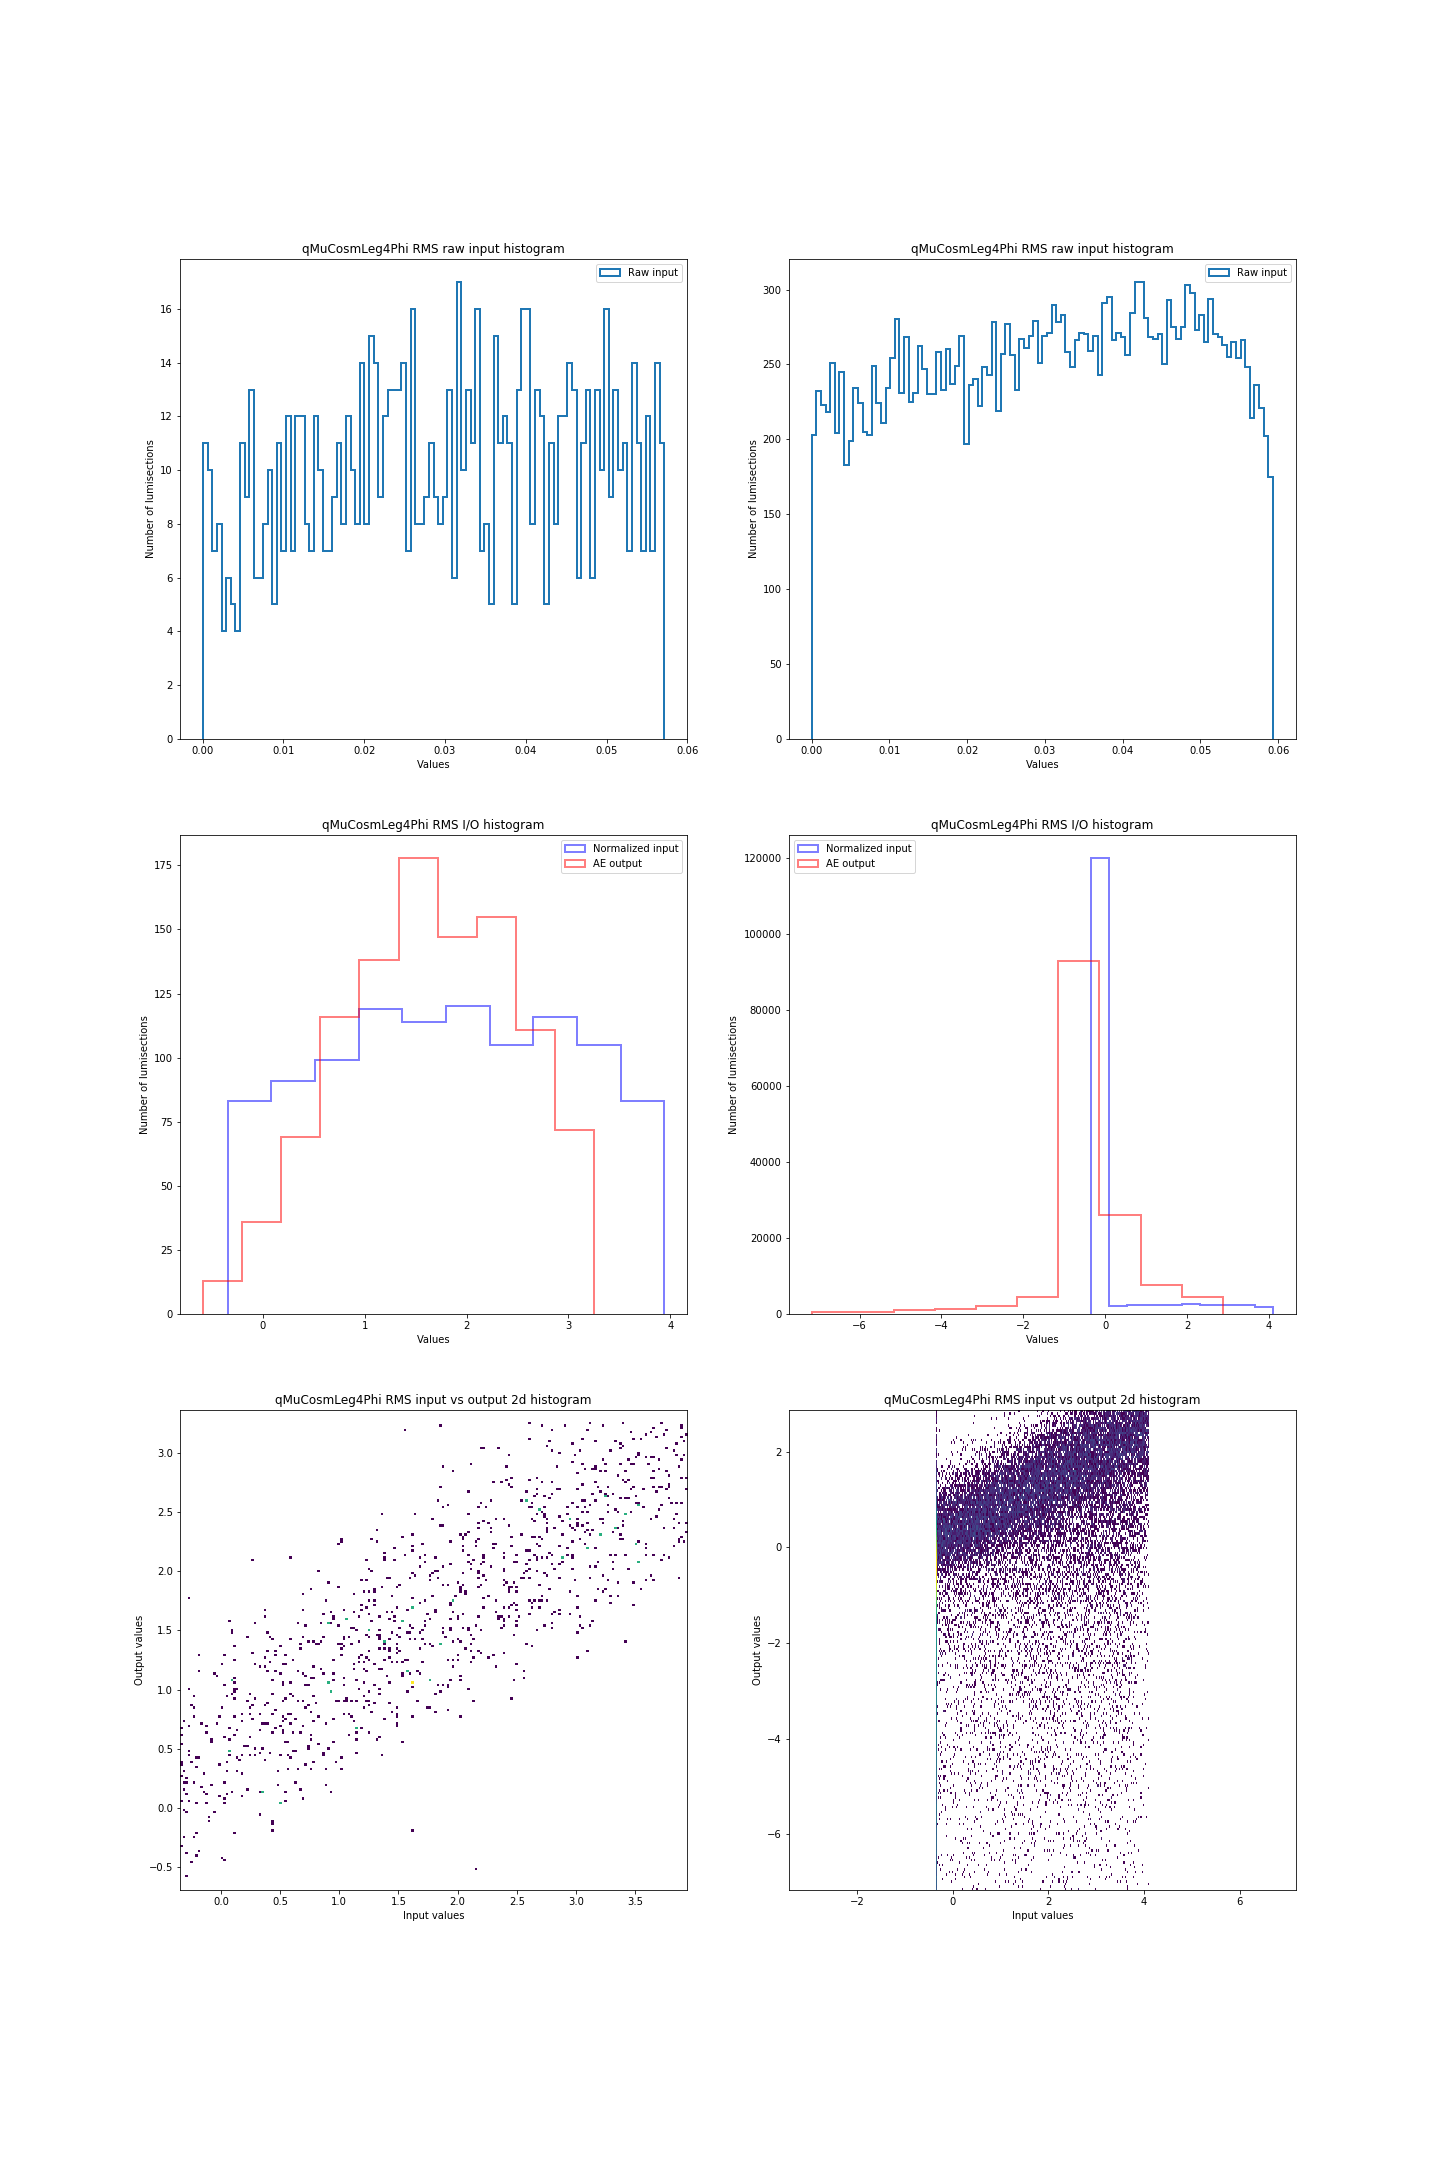 qMuCosmLeg4Phi RMS raw input histogram
Raw input
16
14
12
10
8
6
4
2
0
Number of lumisections
0.00 0.01 0.02 0.03 0.04 0.05 0.06
Values
qMuCosmLeg4Phi RMS raw input histogram
Raw input
300
250
200
150
100
50
0
Number of lumisections
0.00 0.01 0.02 0.03 0.04 0.05 0.06
Values
qMuCosmLeg4Phi RMS I/O histogram
Normalized input
AE output
175
150
125
100
75
50
25
0
Number of lumisections
0 1 2 3 4
Values
qMuCosmLeg4Phi RMS I/O histogram
Normalized input
AE output
120000
100000
80000
60000
40000
20000
0
Number of lumisections
−6 −4 −2 0 2 4
Values
qMuCosmLeg4Phi RMS input vs output 2d histogram
3.0
2.5
2.0
1.5
1.0
0.5
0.0
−0.5
Output values
0.0 0.5 1.0 1.5 2.0 2.5 3.0 3.5
Input values
qMuCosmLeg4Phi RMS input vs output 2d histogram
2
0
−2
−4
−6
Output values
−2 0 2 4 6
Input values